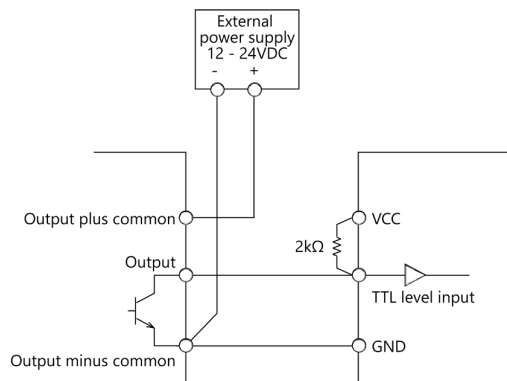 External
power supply
12 - 24VDC
- +
Output plus common
VCC
2kΩ
Output
TTL level input
Output minus common
GND